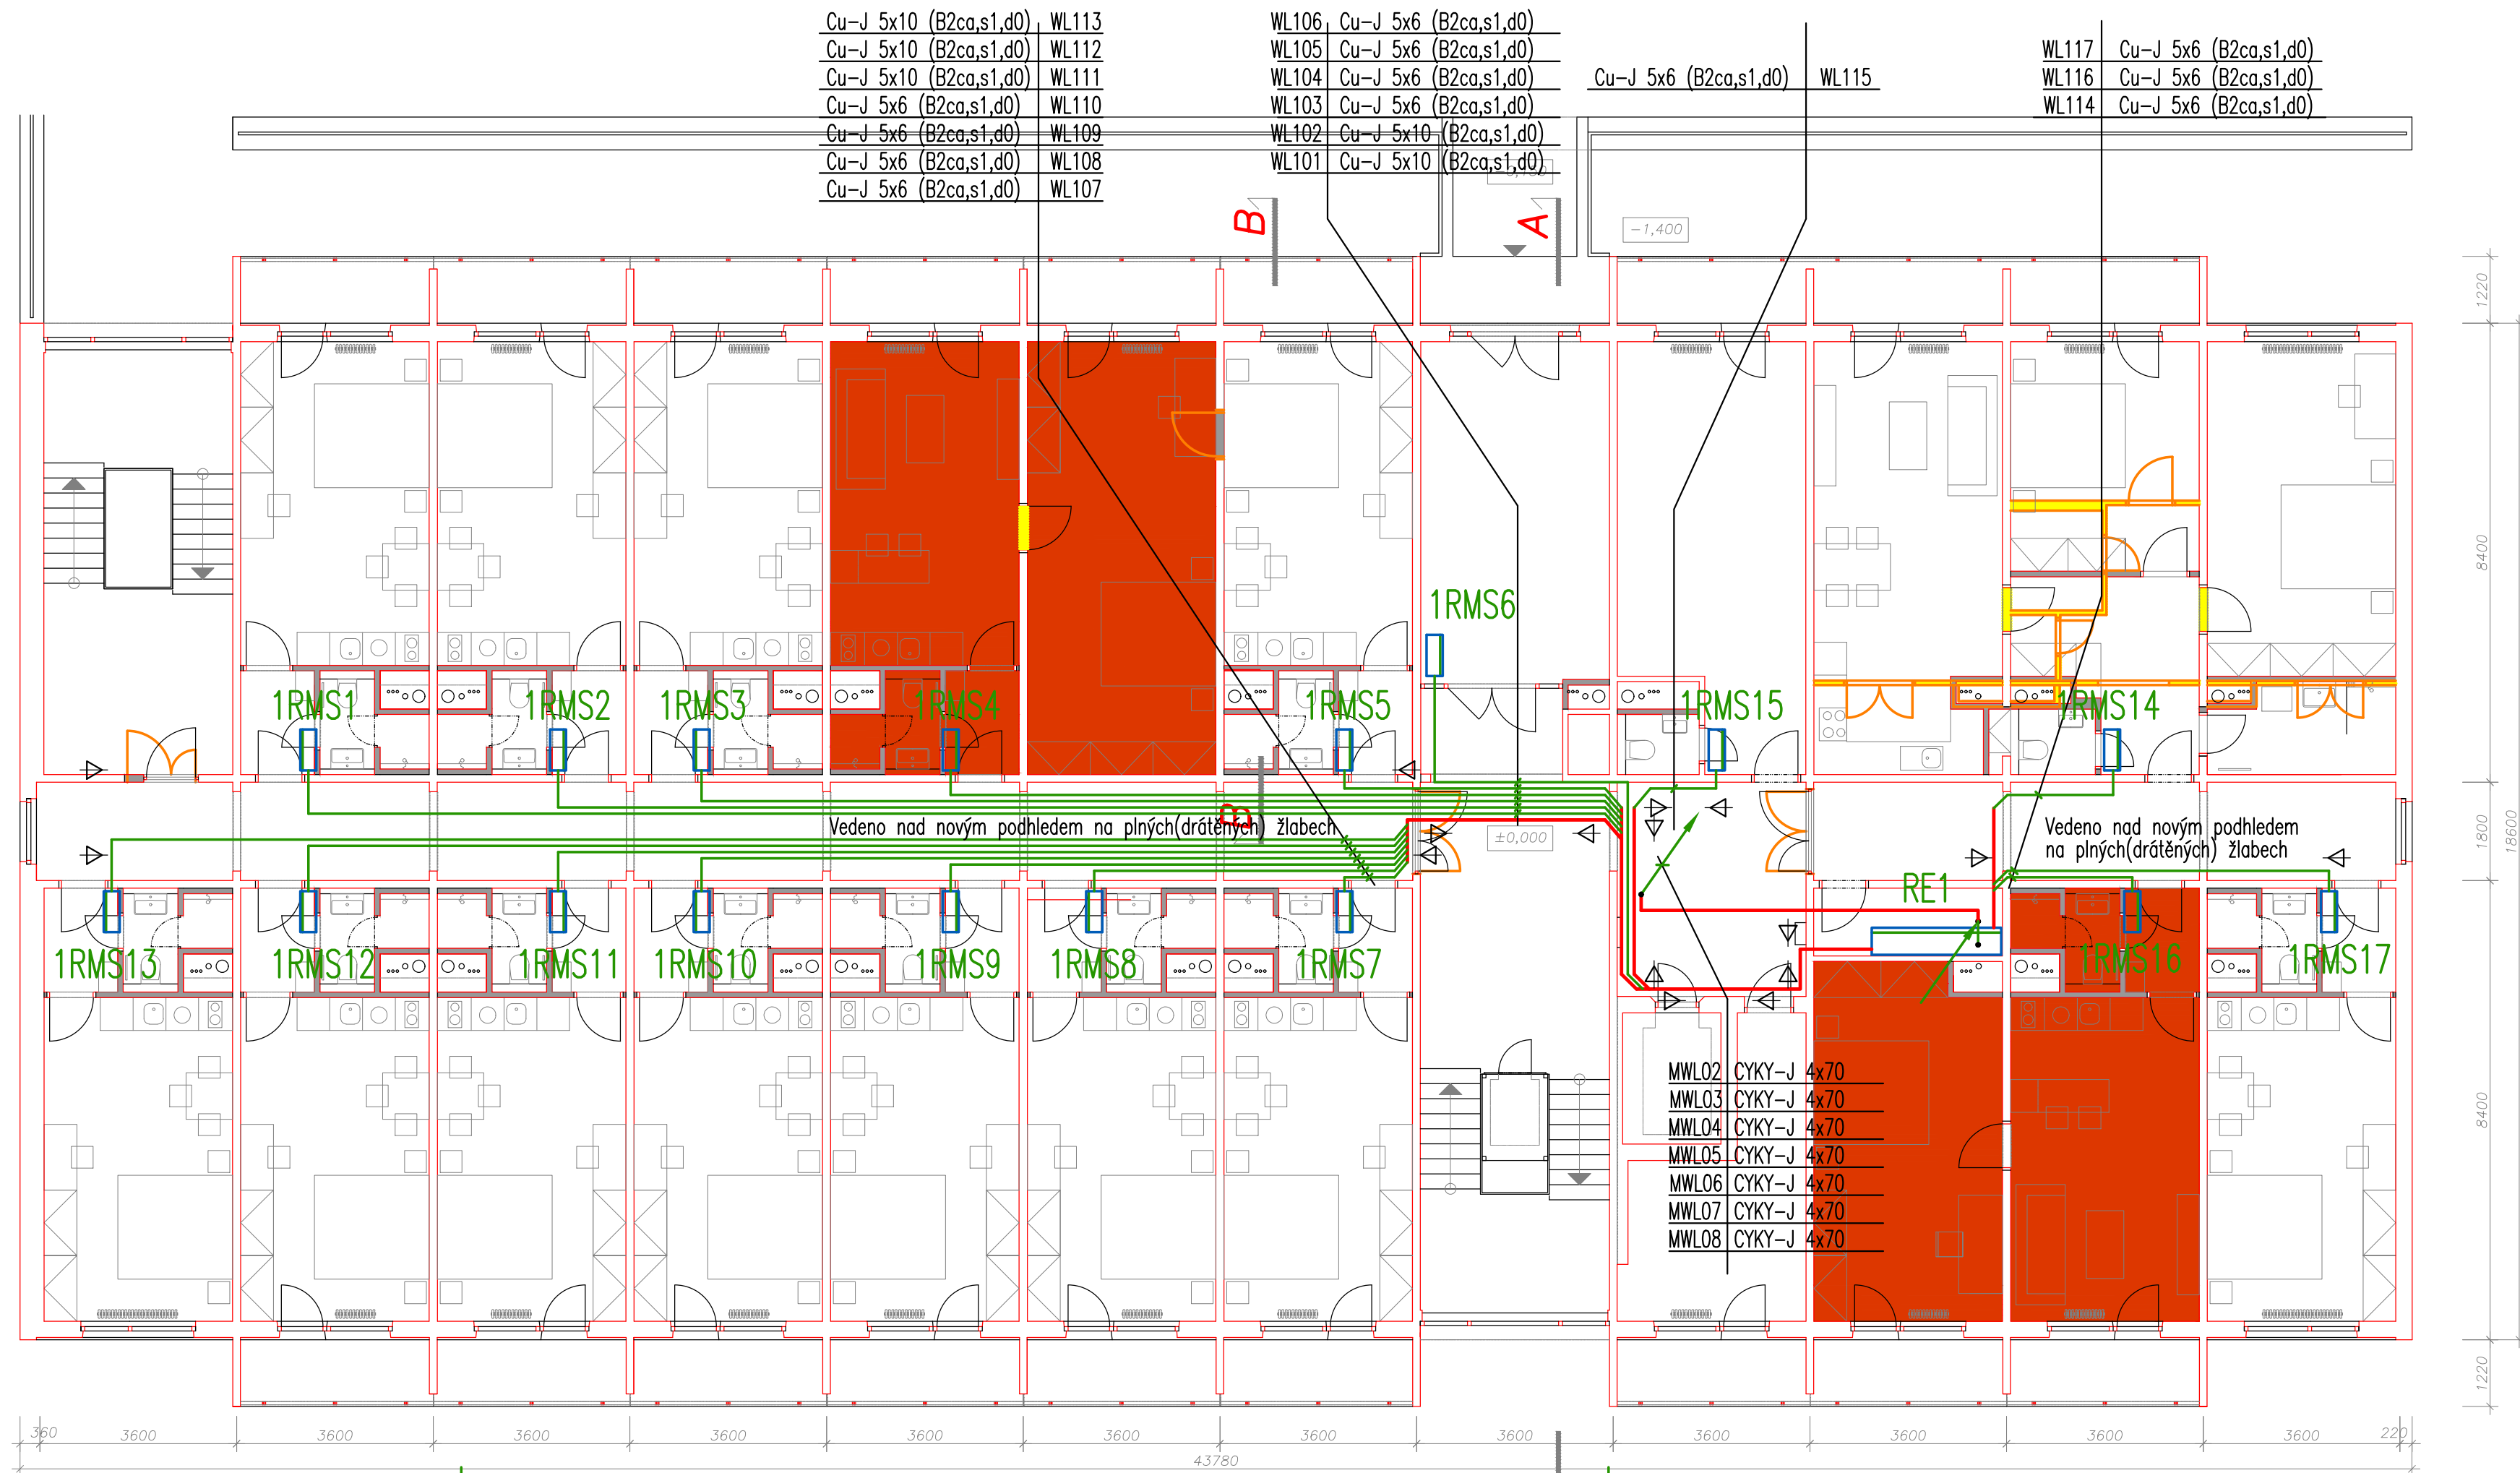 Cu-J 5x10 (B2ca,s1,d0) WL113
Cu-J 5x10 (B2ca,s1,d0) WL112
Cu-J 5x10 (B2ca,s1,d0) WL111
Cu-J 5x6 (B2ca,s1,d0) WL110
Cu-J 5x6 (B2ca,s1,d0) WL109
Cu-J 5x6 (B2ca,s1,d0) WL108
Cu-J 5x6 (B2ca,s1,d0) WL107
WL106 Cu-J 5x6 (B2ca,s1,d0)
WL105 Cu-J 5x6 (B2ca,s1,d0)
WL104 Cu-J 5x6 (B2ca,s1,d0)
WL103 Cu-J 5x6 (B2ca,s1,d0)
WL102 Cu-J 5x10 (B2ca,s1,d0)
WL101 Cu-J 5x10 (B2ca,s1,d0)
Cu-J 5x6 (B2ca,s1,d0) WL115
WL117 Cu-J 5x6 (B2ca,s1,d0)
WL116 Cu-J 5x6 (B2ca,s1,d0)
WL114 Cu-J 5x6 (B2ca,s1,d0)
B
A
-1,400
1220
8400
1800
18600
8400
1220
1RMS6
1RMS1
1RMS2
1RMS3
1RMS4
1RMS5
1RMS15
1RMS14
B
Vedeno nad novým podhledem na plných(drátěných) žlabech
±0,000
Vedeno nad novým podhledem
na plných(drátěných) žlabech
RE1
1RMS13
1RMS12
1RMS11
1RMS10
1RMS9
1RMS8
1RMS7
1RMS16
1RMS17
MWL02 CYKY-J 4x70
MWL03 CYKY-J 4x70
MWL04 CYKY-J 4x70
MWL05 CYKY-J 4x70
MWL06 CYKY-J 4x70
MWL07 CYKY-J 4x70
MWL08 CYKY-J 4x70
360 3600 3600 3600 3600 3600 3600 3600 3600 3600 3600 3600 3600 220
43780